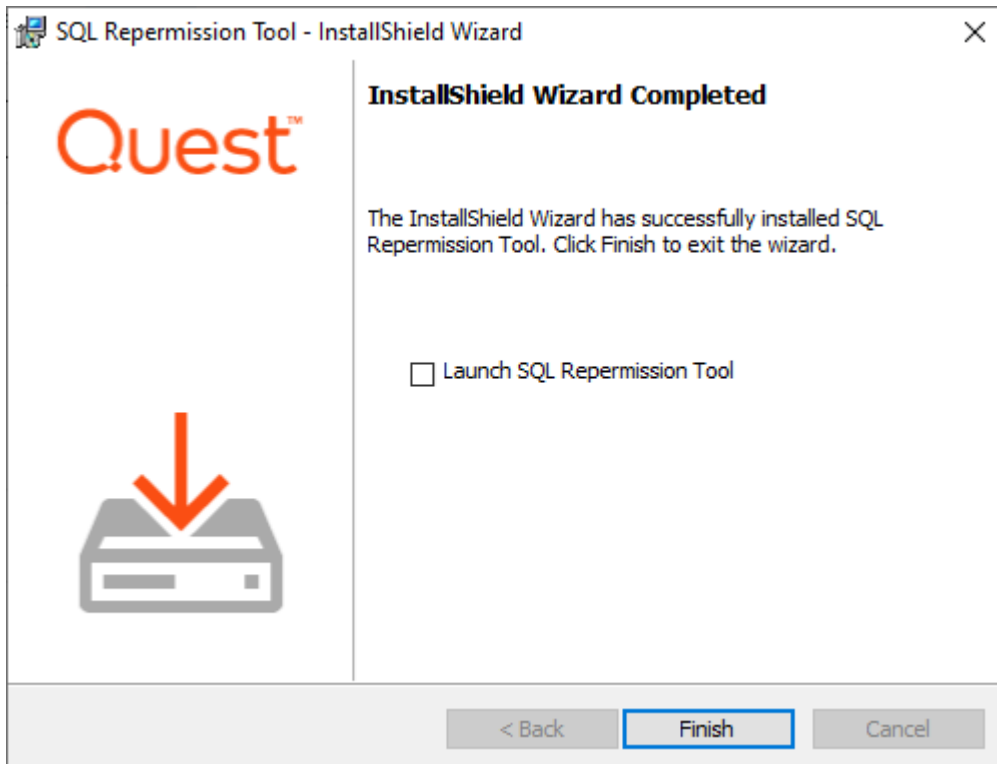 SQL Repermission Tool - InstallShield Wizard
Quest™
InstallShield Wizard Completed
The InstallShield Wizard has successfully installed SQL
Repermission Tool. Click Finish to exit the wizard.
Launch SQL Repermission Tool
< Back
Finish
Cancel